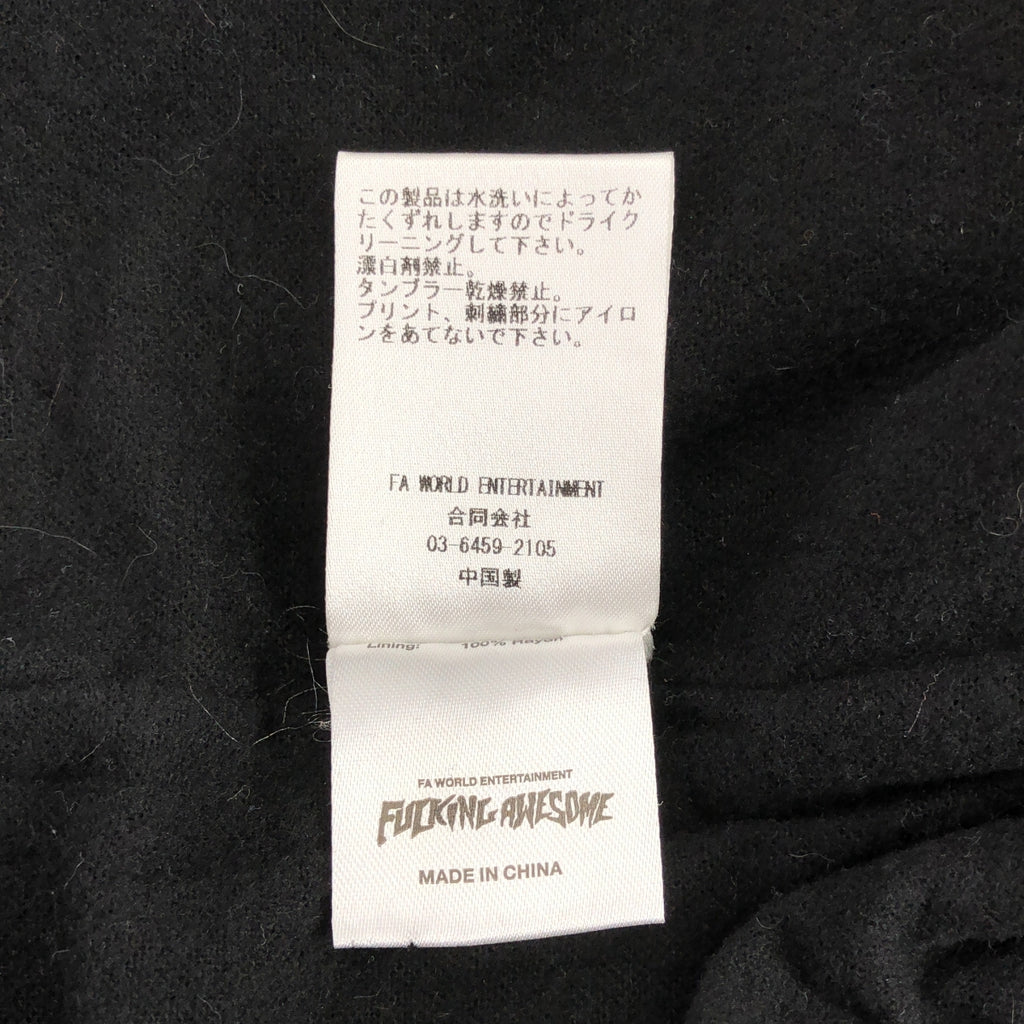 この製品は水洗いによってか
たくずれしますのでドライク
リーニングして下さい。
漂白剤禁止。
タンブラー乾燥禁止。
プリント、刺繍部分にアイロ
ンをあてないで下さい。
FA WORLD ENTERTAINMENT
合同会社
03-6459-2105
中国製
Lining: 100% Rayon
FA WORLD ENTERTAINMENT
FUCKING AWESOME
MADE IN CHINA